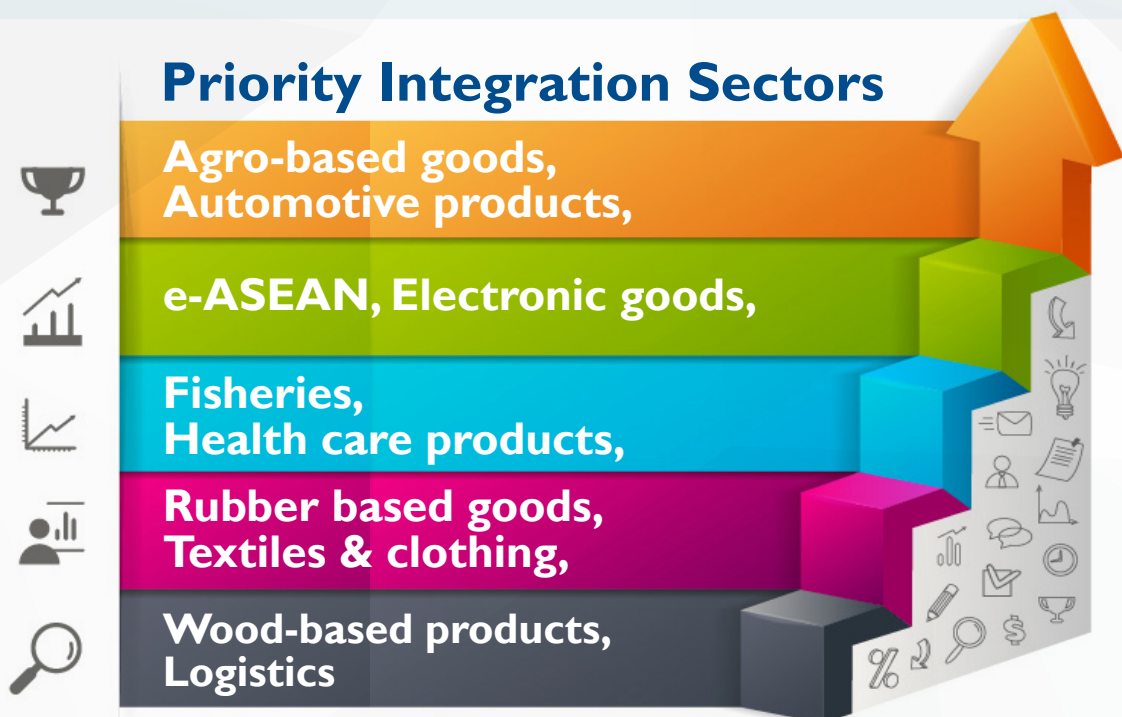 Priority Integration Sectors
Agro-based goods,
Automotive products,
e-ASEAN, Electronic goods,
Fisheries,
Health care products,
Rubber based goods,
Textiles & clothing,
Wood-based products,
Logistics
%
$